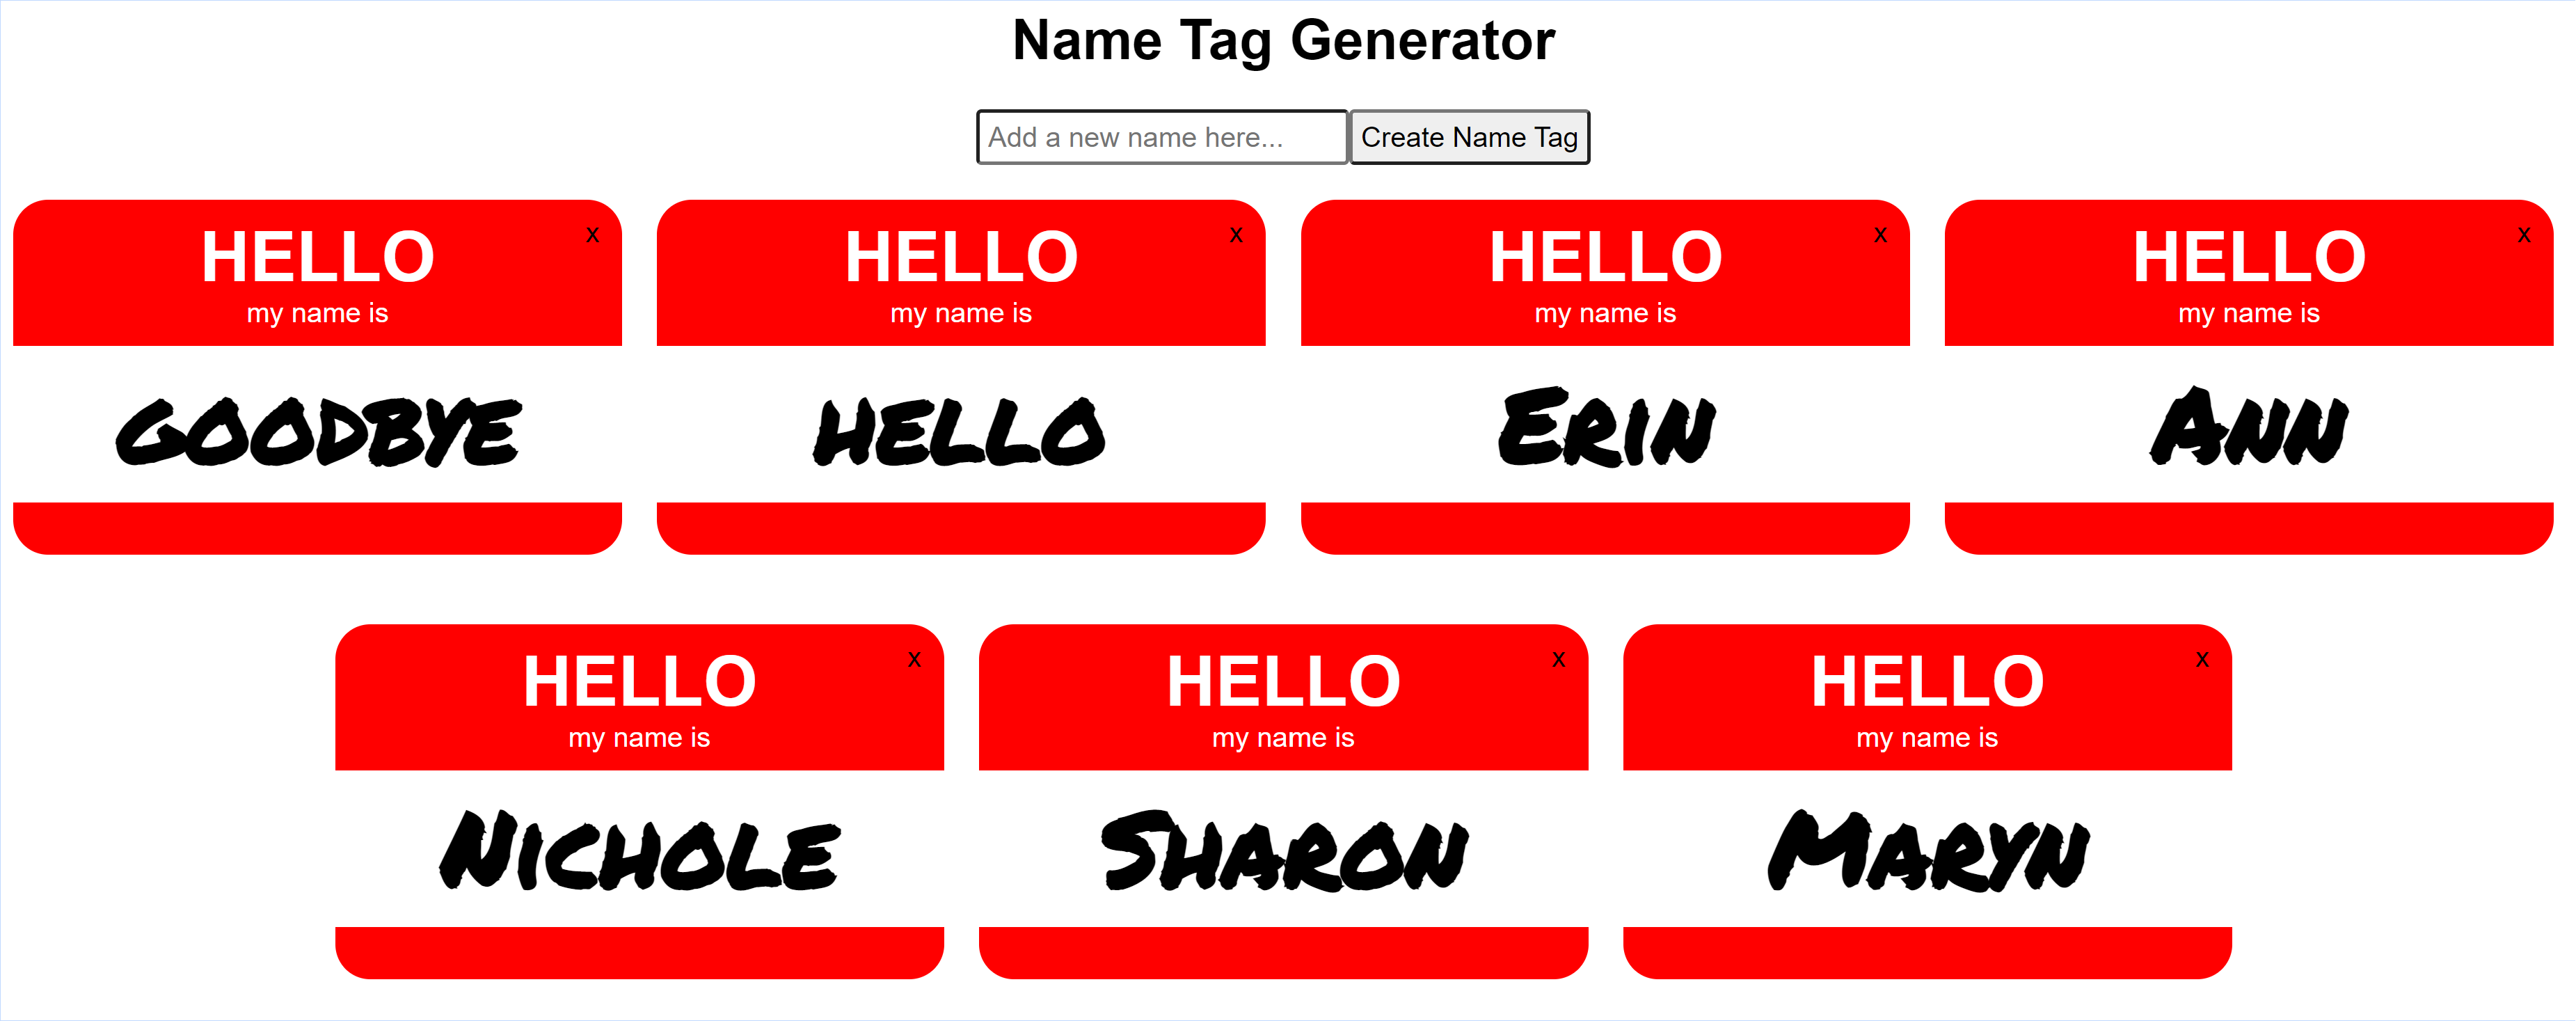 Name Tag Generator
Add a new name here... Create Name Tag
HELLO x
my name is
goodbye
HELLO x
my name is
hello
HELLO x
my name is
Erin
HELLO x
my name is
Ann
HELLO x
my name is
Nichole
HELLO x
my name is
Sharon
HELLO x
my name is
Maryn